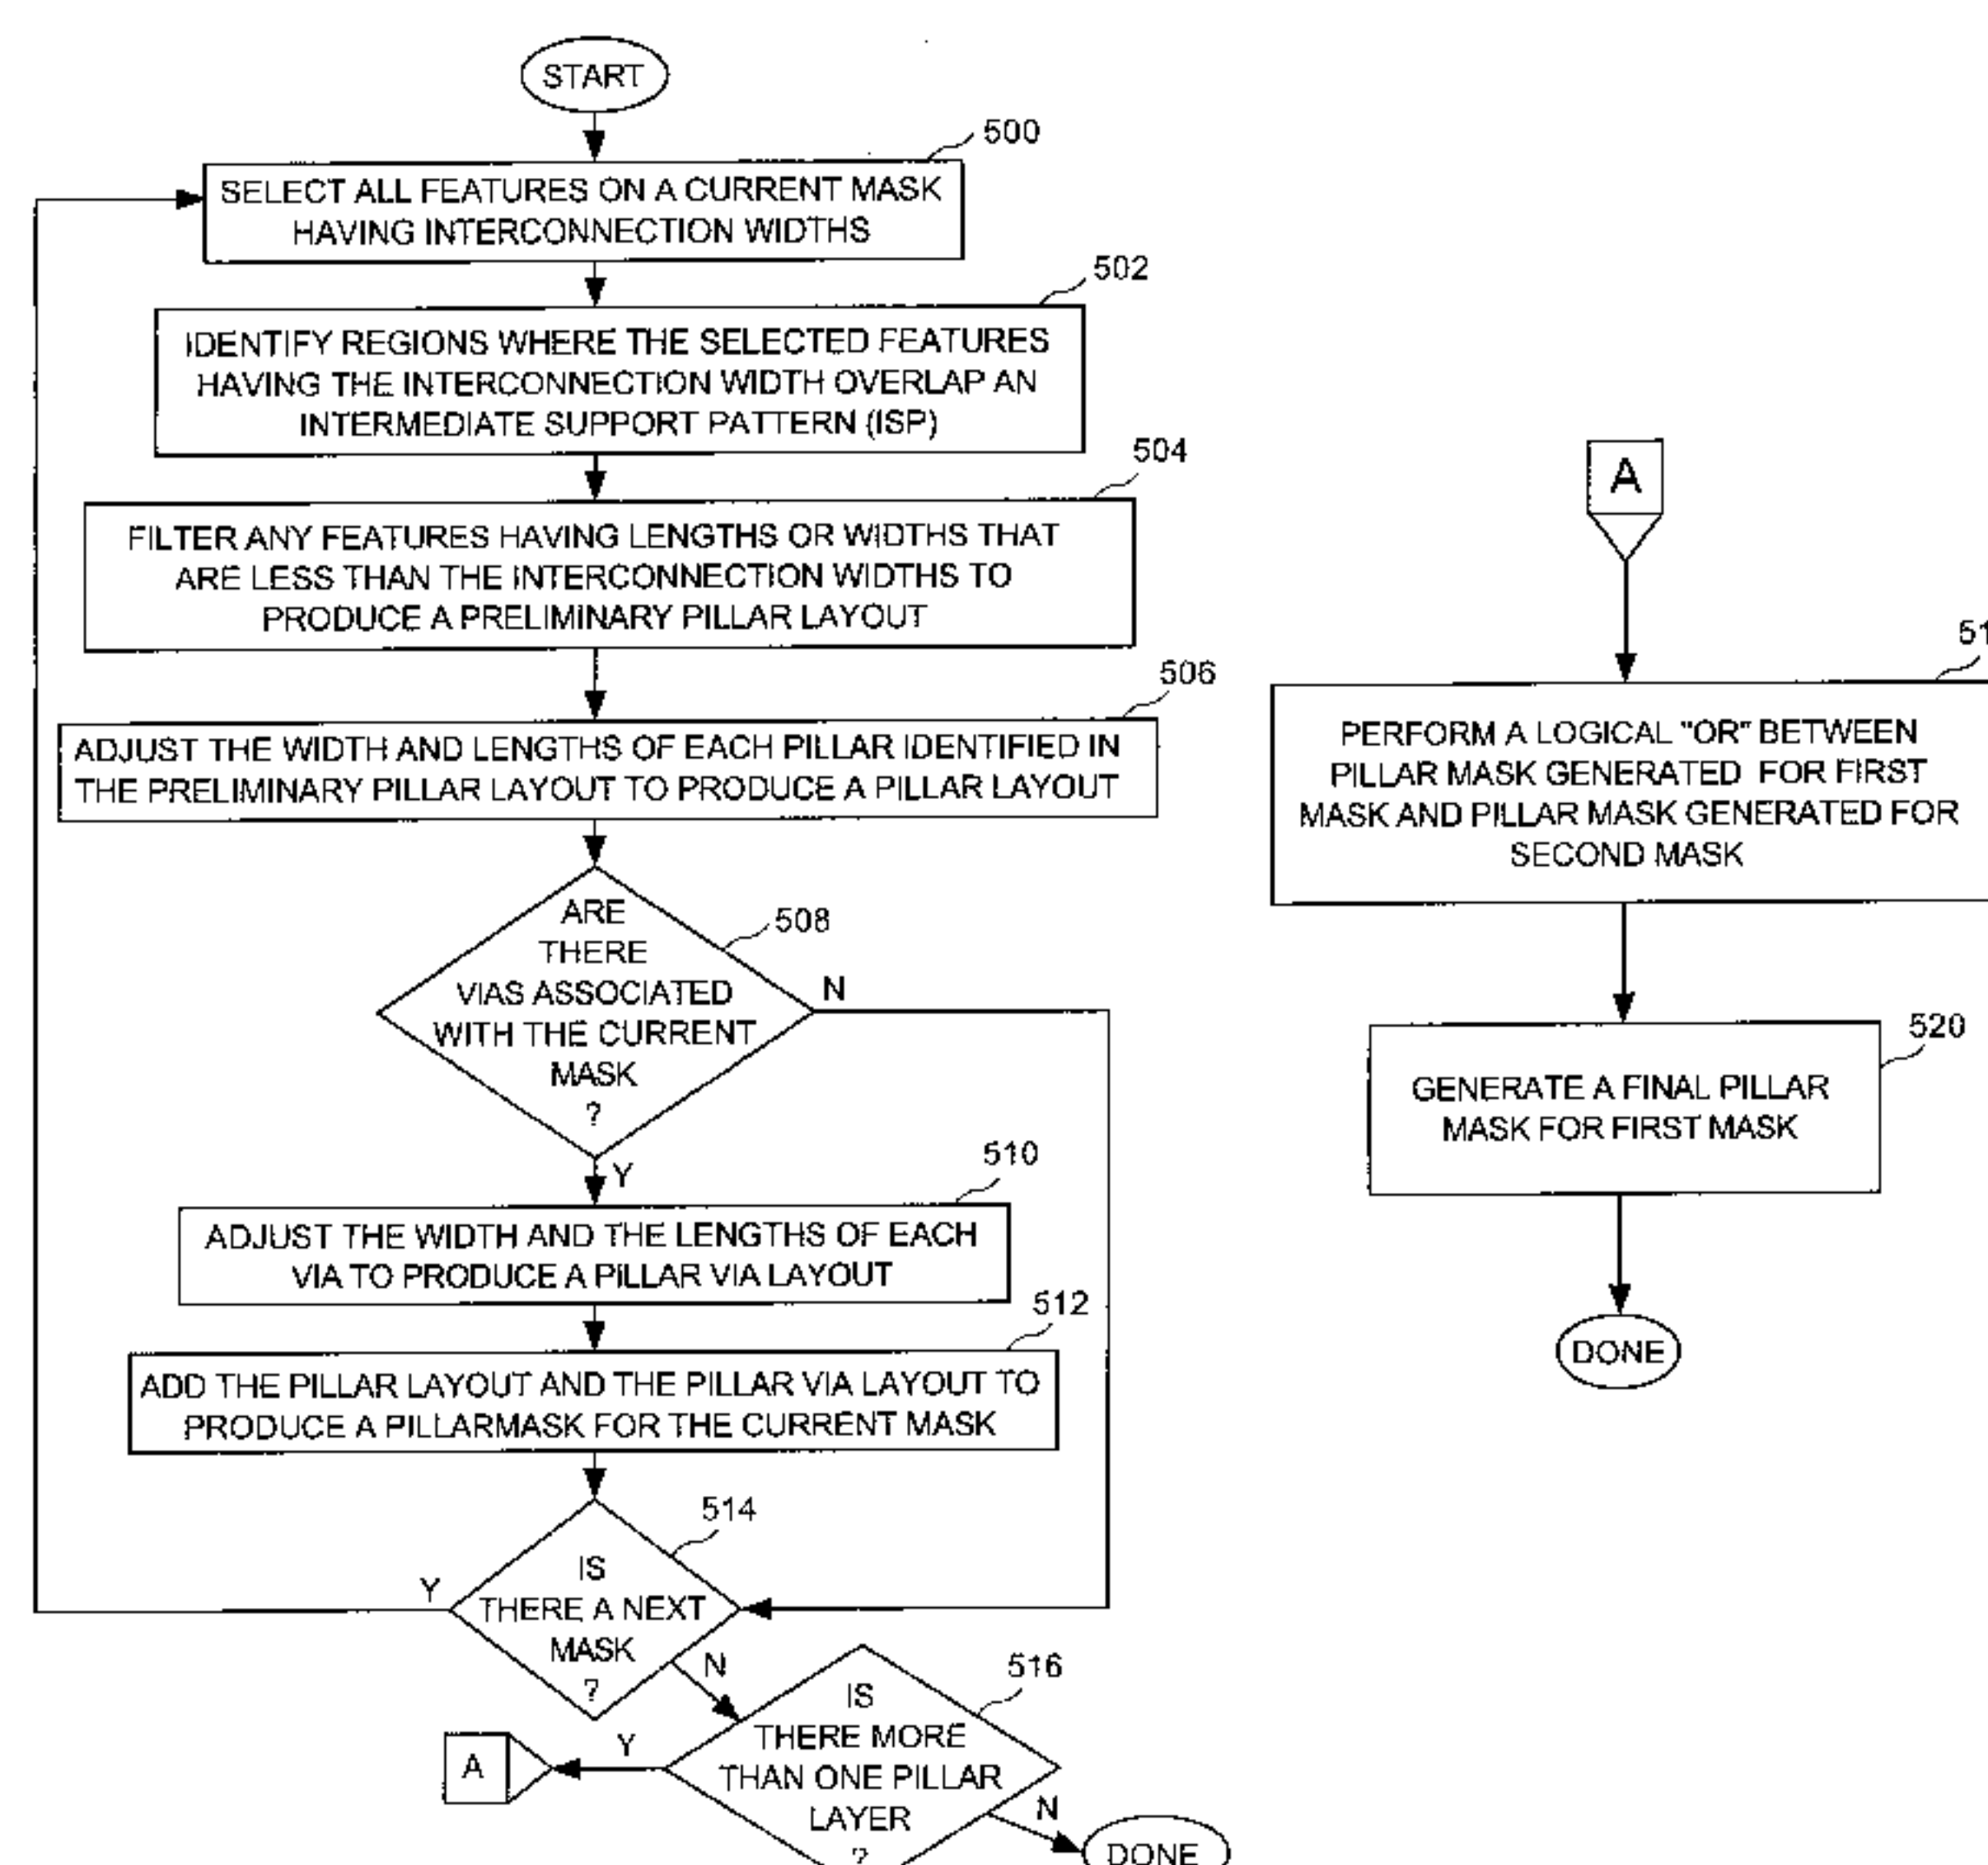 START
500
SELECT ALL FEATURES ON A CURRENT MASK
HAVING INTERCONNECTION WIDTHS
502
IDENTIFY REGIONS WHERE THE SELECTED FEATURES
HAVING THE INTERCONNECTION WIDTH OVERLAP AN
INTERMEDIATE SUPPORT PATTERN (ISP)
504
FILTER ANY FEATURES HAVING LENGTHS OR WIDTHS THAT
ARE LESS THAN THE INTERCONNECTION WIDTHS TO
PRODUCE A PRELIMINARY PILLAR LAYOUT
506
ADJUST THE WIDTH AND LENGTHS OF EACH PILLAR IDENTIFIED IN
THE PRELIMINARY PILLAR LAYOUT TO PRODUCE A PILLAR LAYOUT
508
ARE
THERE
VIAS ASSOCIATED
WITH THE CURRENT
MASK
?
N
Y
510
ADJUST THE WIDTH AND THE LENGTHS OF EACH
VIA TO PRODUCE A PILLAR VIA LAYOUT
512
ADD THE PILLAR LAYOUT AND THE PILLAR VIA LAYOUT TO
PRODUCE A PILLARMASK FOR THE CURRENT MASK
514
IS
THERE A NEXT
MASK
?
Y
N
516
IS
THERE MORE
THAN ONE PILLAR
LAYER
?
Y
A
N
DONE
A
PERFORM A LOGICAL "OR" BETWEEN
PILLAR MASK GENERATED FOR FIRST
MASK AND PILLAR MASK GENERATED FOR
SECOND MASK
520
GENERATE A FINAL PILLAR
MASK FOR FIRST MASK
DONE